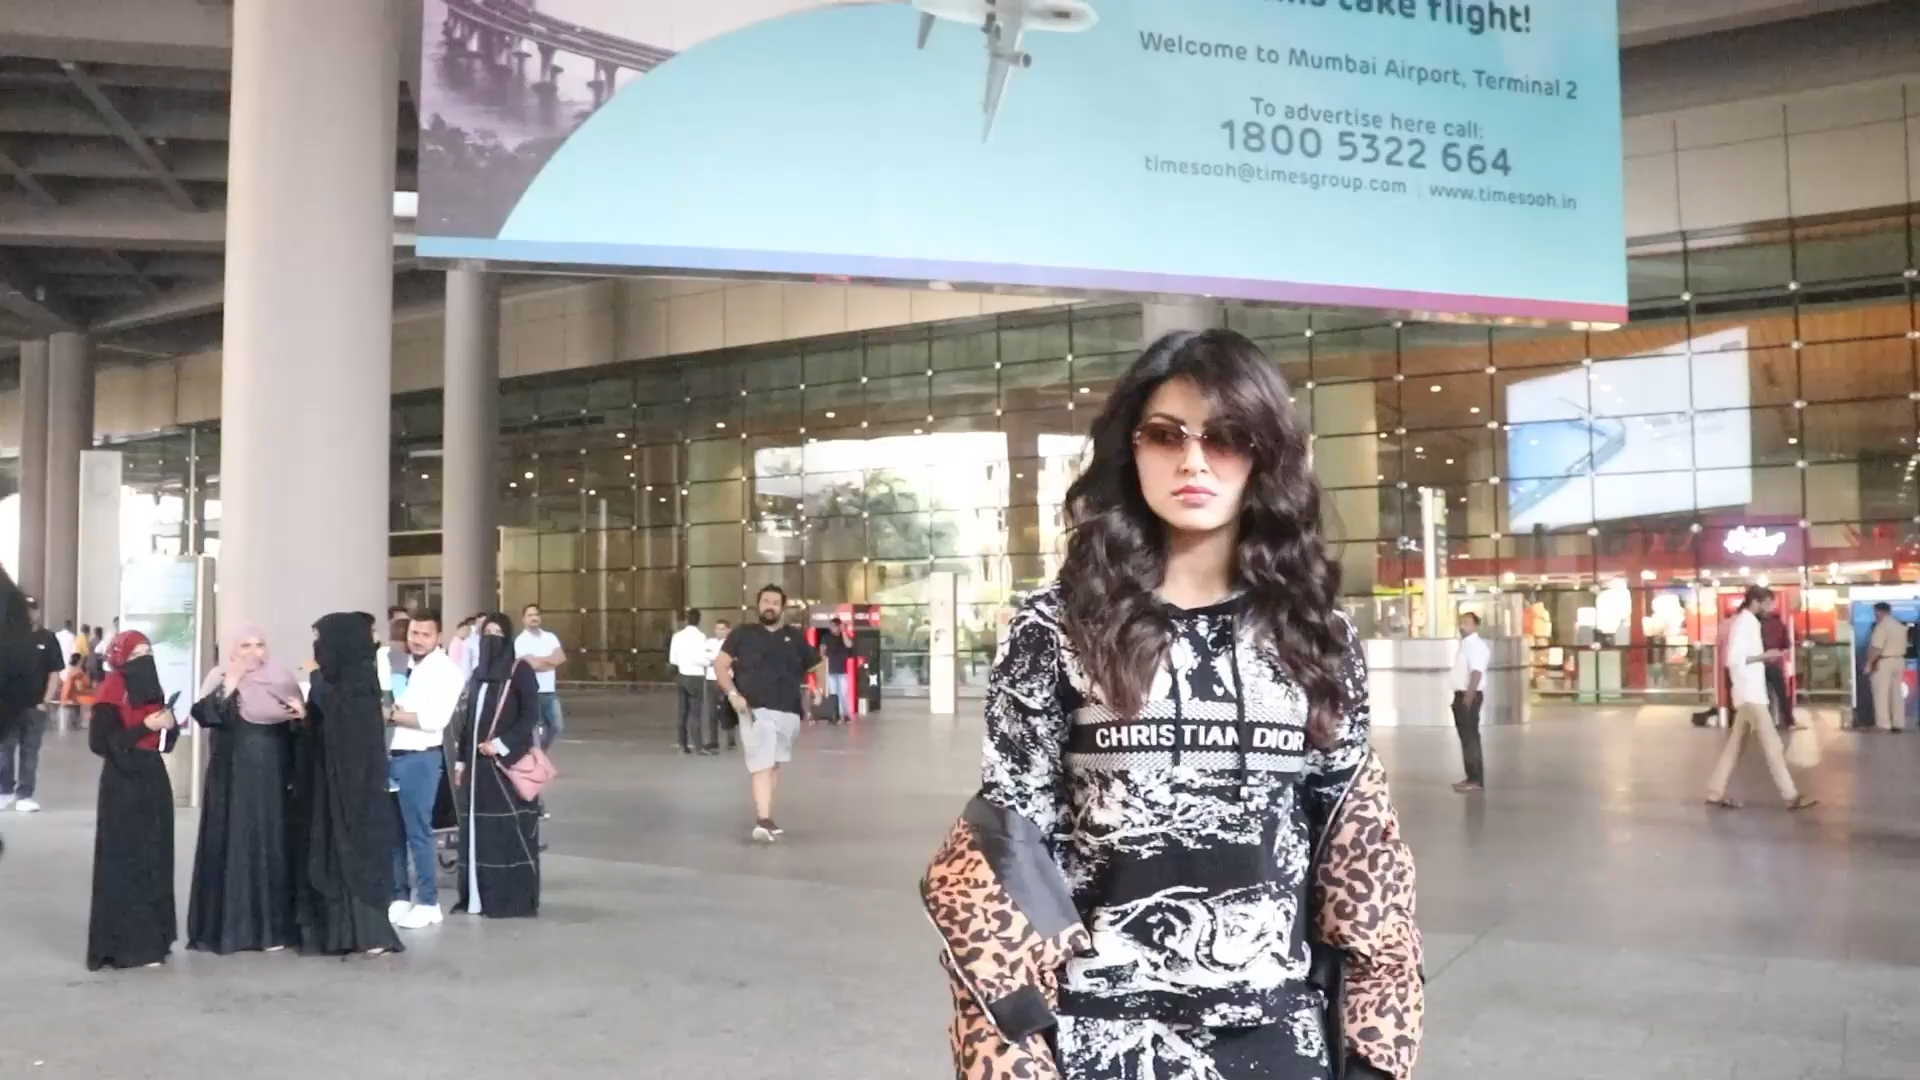 take flight!
Welcome to Mumbai Airport, Terminal 2
To advertise here call:
1800 5322 664
timesooh@timesgroup.com | www.timesooh.in
CHRISTIAN DIOR